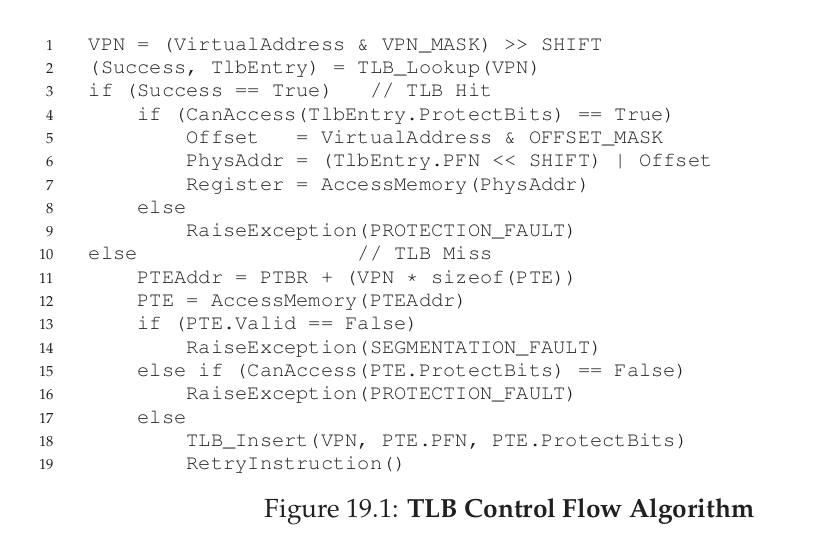 1 VPN = (VirtualAddress & VPN_MASK) >> SHIFT
2 (Success, TlbEntry) = TLB_Lookup(VPN)
3 if (Success == True)   // TLB Hit
4     if (CanAccess(TlbEntry.ProtectBits) == True)
5         Offset   = VirtualAddress & OFFSET_MASK
6         PhysAddr = (TlbEntry.PFN << SHIFT) | Offset
7         Register = AccessMemory(PhysAddr)
8     else
9         RaiseException(PROTECTION_FAULT)
10 else                  // TLB Miss
11     PTEAddr = PTBR + (VPN * sizeof(PTE))
12     PTE = AccessMemory(PTEAddr)
13     if (PTE.Valid == False)
14         RaiseException(SEGMENTATION_FAULT)
15     else if (CanAccess(PTE.ProtectBits) == False)
16         RaiseException(PROTECTION_FAULT)
17     else
18         TLB_Insert(VPN, PTE.PFN, PTE.ProtectBits)
19         RetryInstruction()
Figure 19.1: TLB Control Flow Algorithm